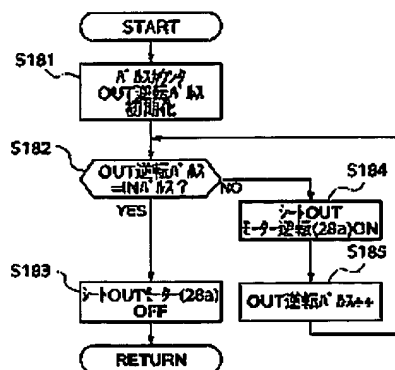 START
S181
パルスカウンタ
OUT逆転パルス
初期化
S182
OUT逆転パルス
=INパルス?
NO
YES
S184
シートOUT
モーター逆転(28a)ON
S183
シートOUTモーター(28a)
OFF
S185
OUT逆転パルス++
RETURN